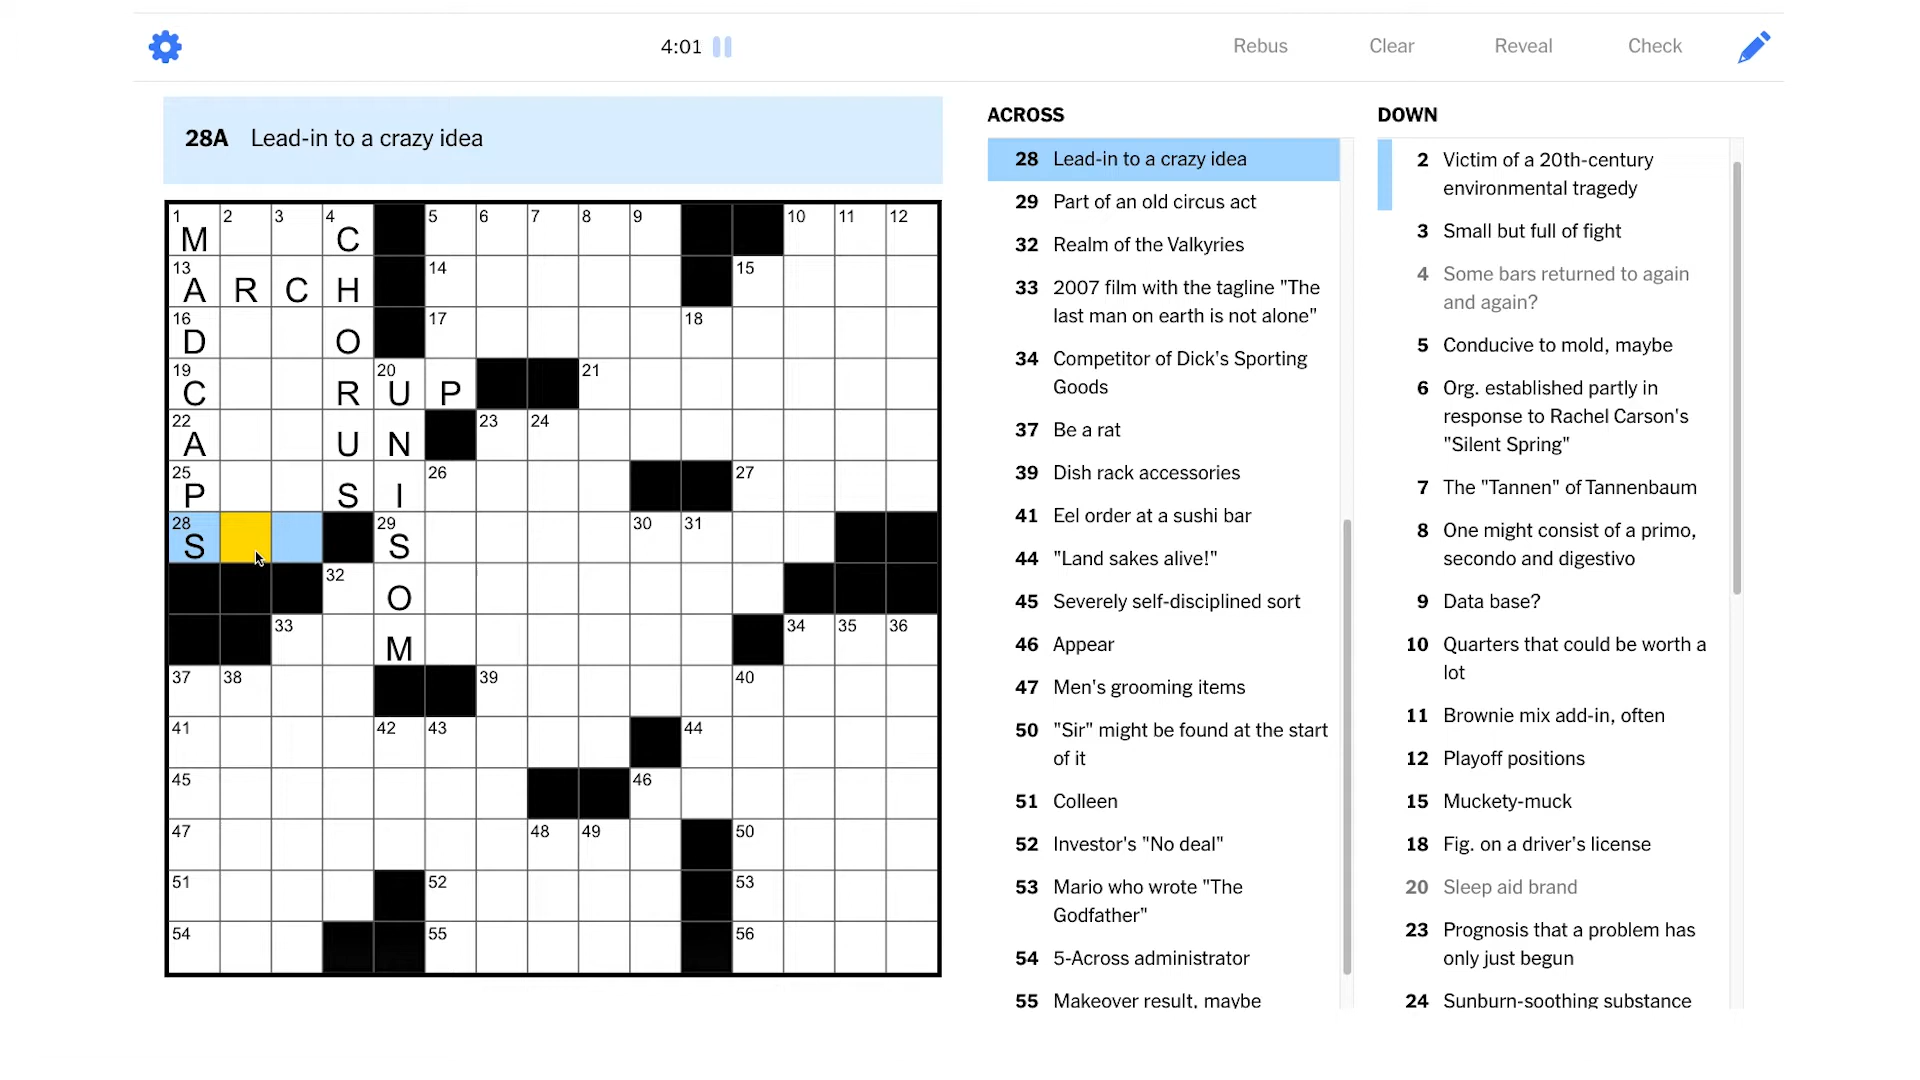 4:01
Rebus
Clear
Reveal
Check
28A Lead-in to a crazy idea
1 2 3 4 5 6 7 8 9 10 11 12
M C
13 14 15
A R C H
16 17 18
D O
19 20 21
C R U P
22 23 24
A U N
25 26 27
P S I
28 29 30 31
S S
32
O
33 34 35 36
M
37 38 39 40
41 42 43 44
45 46
47 48 49 50
51 52 53
54 55 56
ACROSS
28 Lead-in to a crazy idea
29 Part of an old circus act
32 Realm of the Valkyries
33 2007 film with the tagline "The
last man on earth is not alone"
34 Competitor of Dick's Sporting
Goods
37 Be a rat
39 Dish rack accessories
41 Eel order at a sushi bar
44 "Land sakes alive!"
45 Severely self-disciplined sort
46 Appear
47 Men's grooming items
50 "Sir" might be found at the start
of it
51 Colleen
52 Investor's "No deal"
53 Mario who wrote "The
Godfather"
54 5-Across administrator
55 Makeover result, maybe
DOWN
2 Victim of a 20th-century
environmental tragedy
3 Small but full of fight
4 Some bars returned to again
and again?
5 Conducive to mold, maybe
6 Org. established partly in
response to Rachel Carson's
"Silent Spring"
7 The "Tannen" of Tannenbaum
8 One might consist of a primo,
secondo and digestivo
9 Data base?
10 Quarters that could be worth a
lot
11 Brownie mix add-in, often
12 Playoff positions
15 Muckety-muck
18 Fig. on a driver's license
20 Sleep aid brand
23 Prognosis that a problem has
only just begun
24 Sunburn-soothing substance